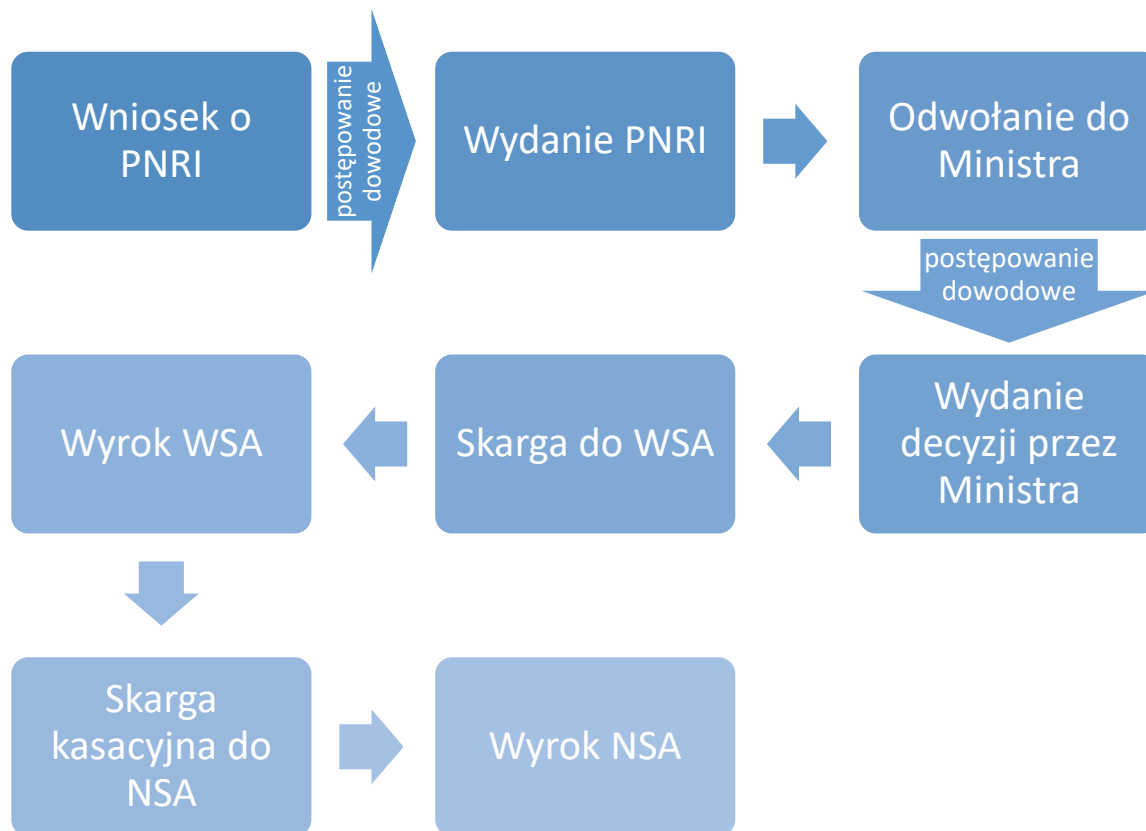 Wniosek o
PNRI
postępowanie
dowodowe
Wydanie PNRI
Odwołanie do
Ministra
postępowanie
dowodowe
Wydanie
decyzji przez
Ministra
Skarga do WSA
Wyrok WSA
Skarga
kasacyjna do
NSA
Wyrok NSA